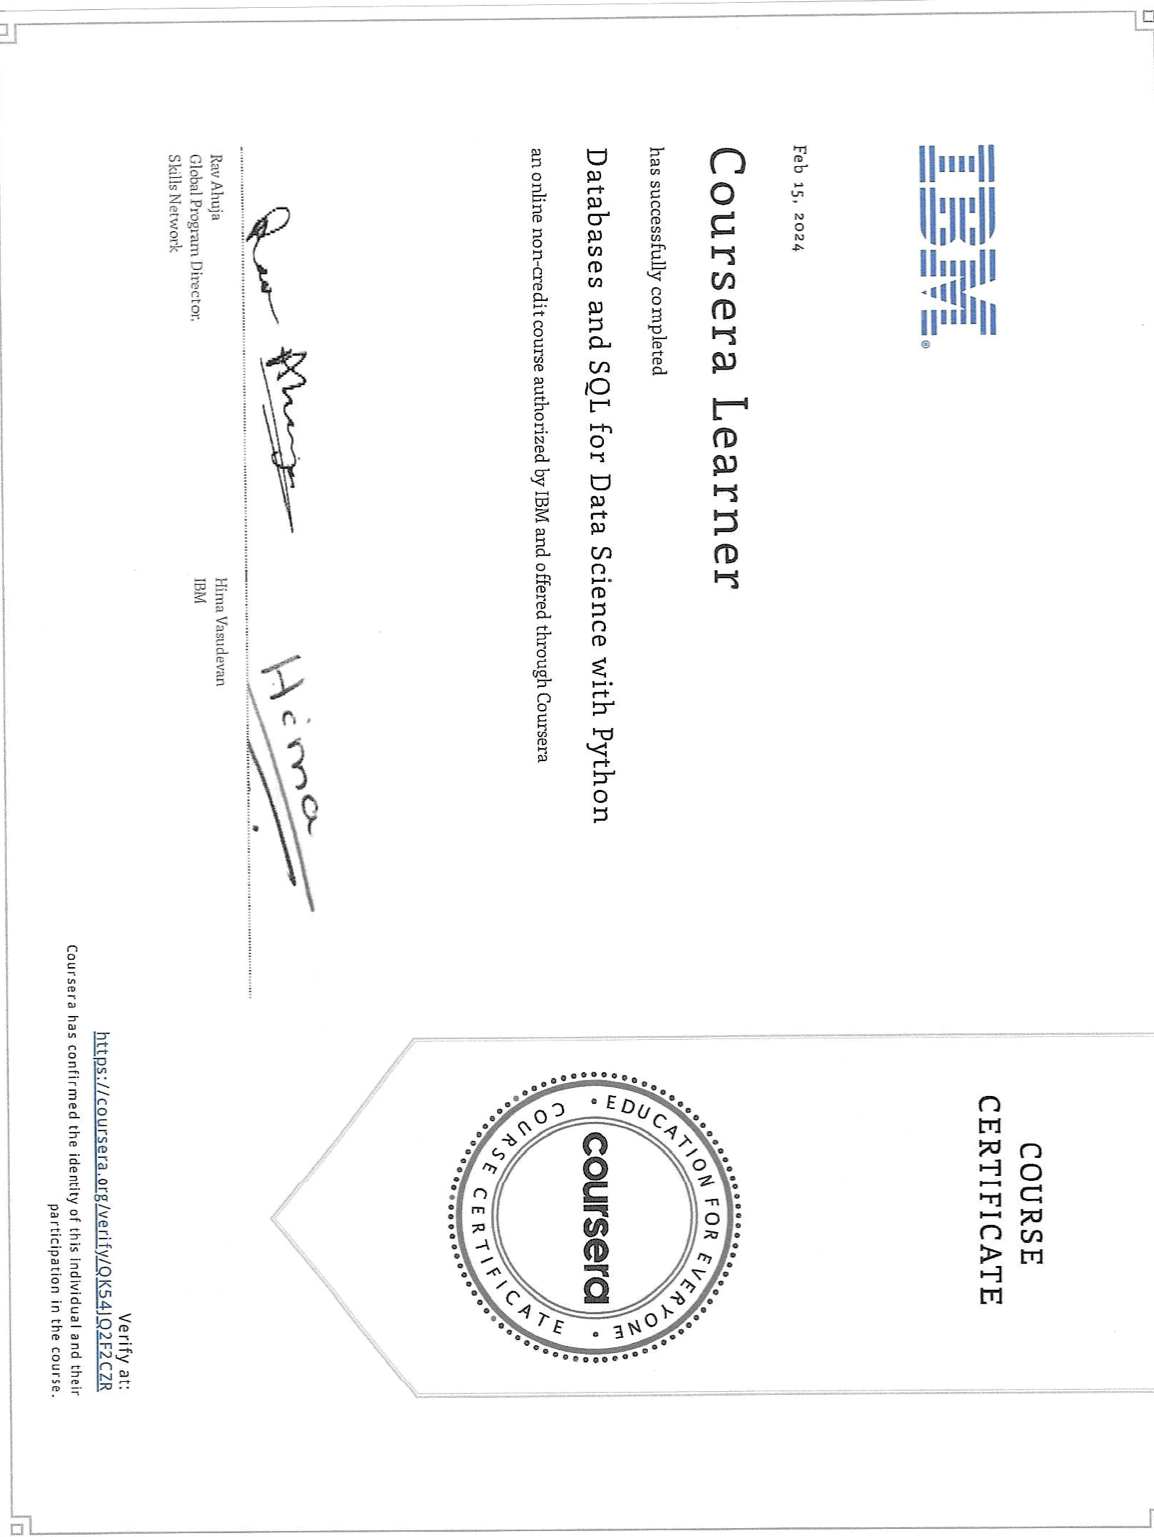 IBM®
Feb 15, 2024
Coursera Learner
has successfully completed
Databases and SQL for Data Science with Python
an online non-credit course authorized by IBM and offered through Coursera
Rav Ahuja
Rav Ahuja
Global Program Director,
Skills Network
Hima
Hima Vasudevan
IBM
COURSE
CERTIFICATE
• EDUCATION FOR EVERYONE •
coursera
COURSE CERTIFICATE
Verify at:
https://coursera.org/verify/QK54JQ2F2CZR
Coursera has confirmed the identity of this individual and their
participation in the course.